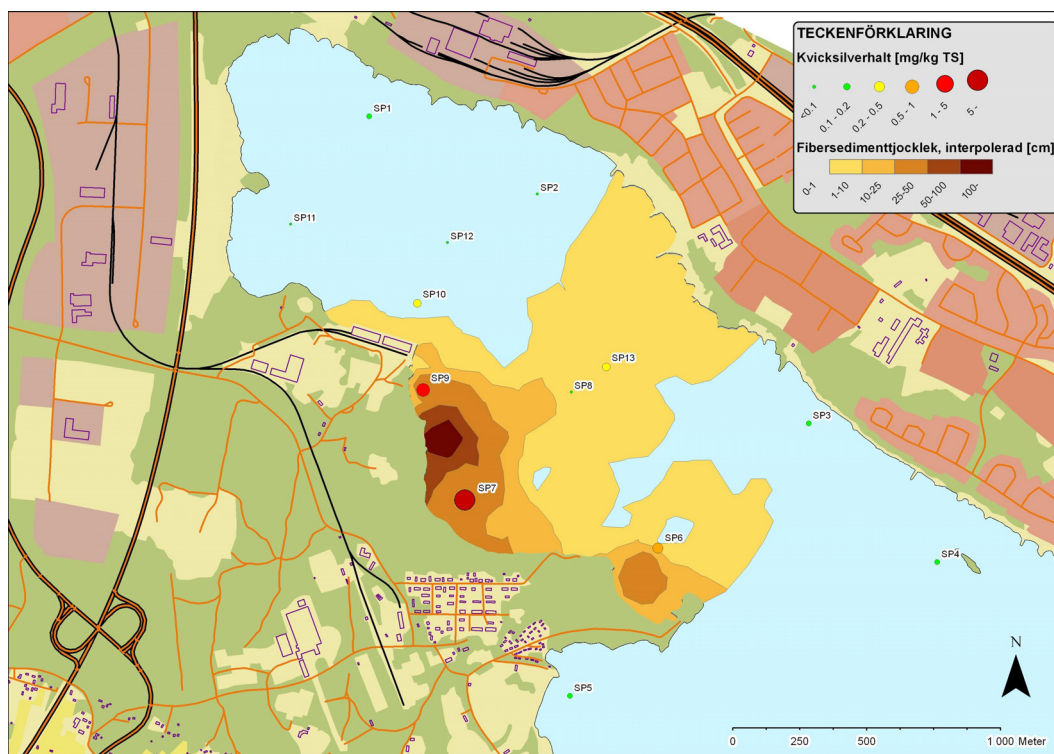 TECKENFÖRKLARING
Kvicksilverhalt [mg/kg TS]
<0.1 0.1 - 0.2 0.2 - 0.5 0.5 - 1 1 - 5 5 -
Fibersedimenttjocklek, interpolerad [cm]
0-1 1-10 10-25 25-50 50-100 100-
SP1
SP2
SP11
SP12
SP10
SP13
SP9
SP8
SP3
SP7
SP6
SP4
SP5
N
0 250 500 1 000 Meter